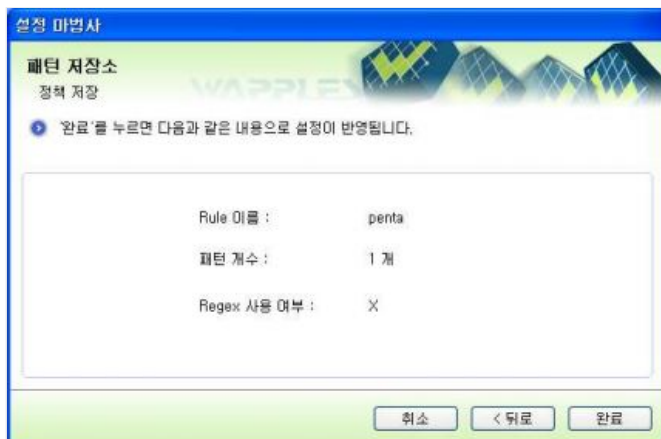 설정 마법사
패턴 저장소
정책 저장
WAPPLES
'완료'를 누르면 다음과 같은 내용으로 설정이 반영됩니다.
Rule 이름 : penta
패턴 개수 : 1 개
Regex 사용 여부 : X
취소 < 뒤로 완료